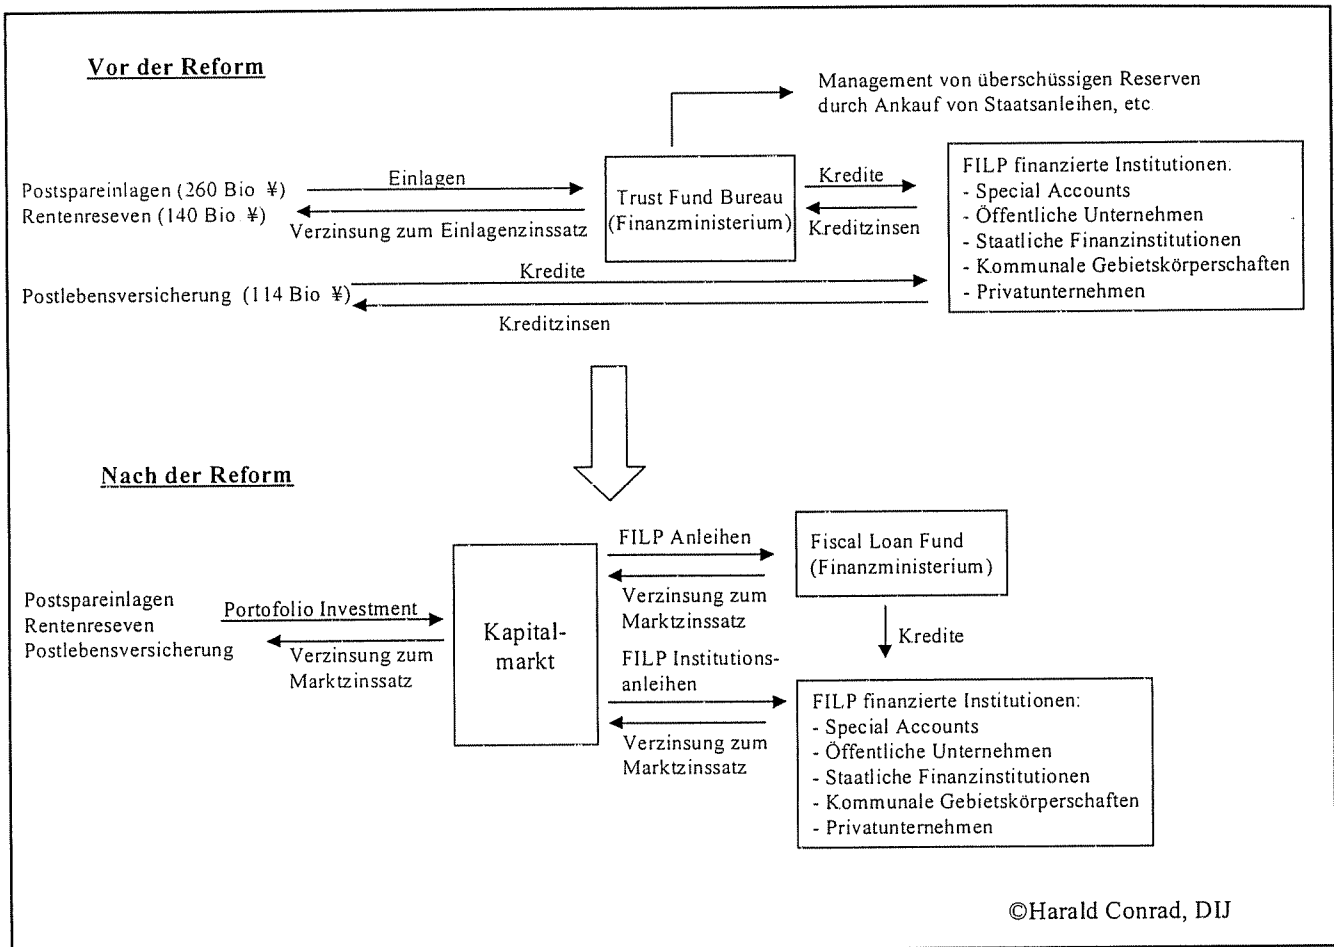 Vor der Reform
Management von überschüssigen Reserven
durch Ankauf von Staatsanleihen, etc
Postspareinlagen (260 Bio ¥)
Rentenreseven (140 Bio ¥)
Einlagen
Verzinsung zum Einlagenzinssatz
Trust Fund Bureau
(Finanzministerium)
Kredite
Kreditzinsen
FILP finanzierte Institutionen.
- Special Accounts
- Öffentliche Unternehmen
- Staatliche Finanzinstitutionen
- Kommunale Gebietskörperschaften
- Privatunternehmen
Postlebensversicherung (114 Bio ¥)
Kredite
Kreditzinsen
Nach der Reform
Postspareinlagen
Rentenreseven
Postlebensversicherung
Portofolio Investment
Verzinsung zum
Marktzinssatz
Kapital-
markt
FILP Anleihen
Verzinsung zum
Marktzinssatz
Fiscal Loan Fund
(Finanzministerium)
Kredite
FILP Institutions-
anleihen
Verzinsung zum
Marktzinssatz
FILP finanzierte Institutionen:
- Special Accounts
- Öffentliche Unternehmen
- Staatliche Finanzinstitutionen
- Kommunale Gebietskörperschaften
- Privatunternehmen
©Harald Conrad, DIJ